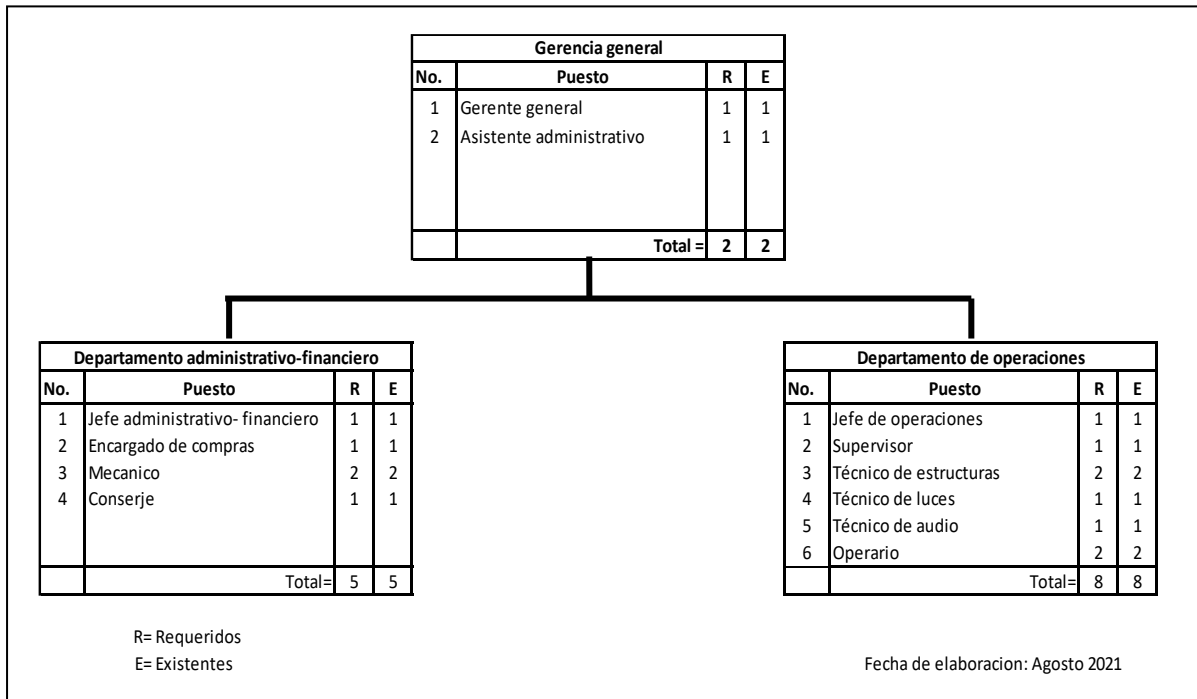 Gerencia general
No. Puesto R E
1 Gerente general 1 1
2 Asistente administrativo 1 1
Total = 2 2
Departamento administrativo-financiero
No. Puesto R E
1 Jefe administrativo- financiero 1 1
2 Encargado de compras 1 1
3 Mecanico 2 2
4 Conserje 1 1
Total= 5 5
Departamento de operaciones
No. Puesto R E
1 Jefe de operaciones 1 1
2 Supervisor 1 1
3 Técnico de estructuras 2 2
4 Técnico de luces 1 1
5 Técnico de audio 1 1
6 Operario 2 2
Total= 8 8
R= Requeridos
E= Existentes
Fecha de elaboracion: Agosto 2021